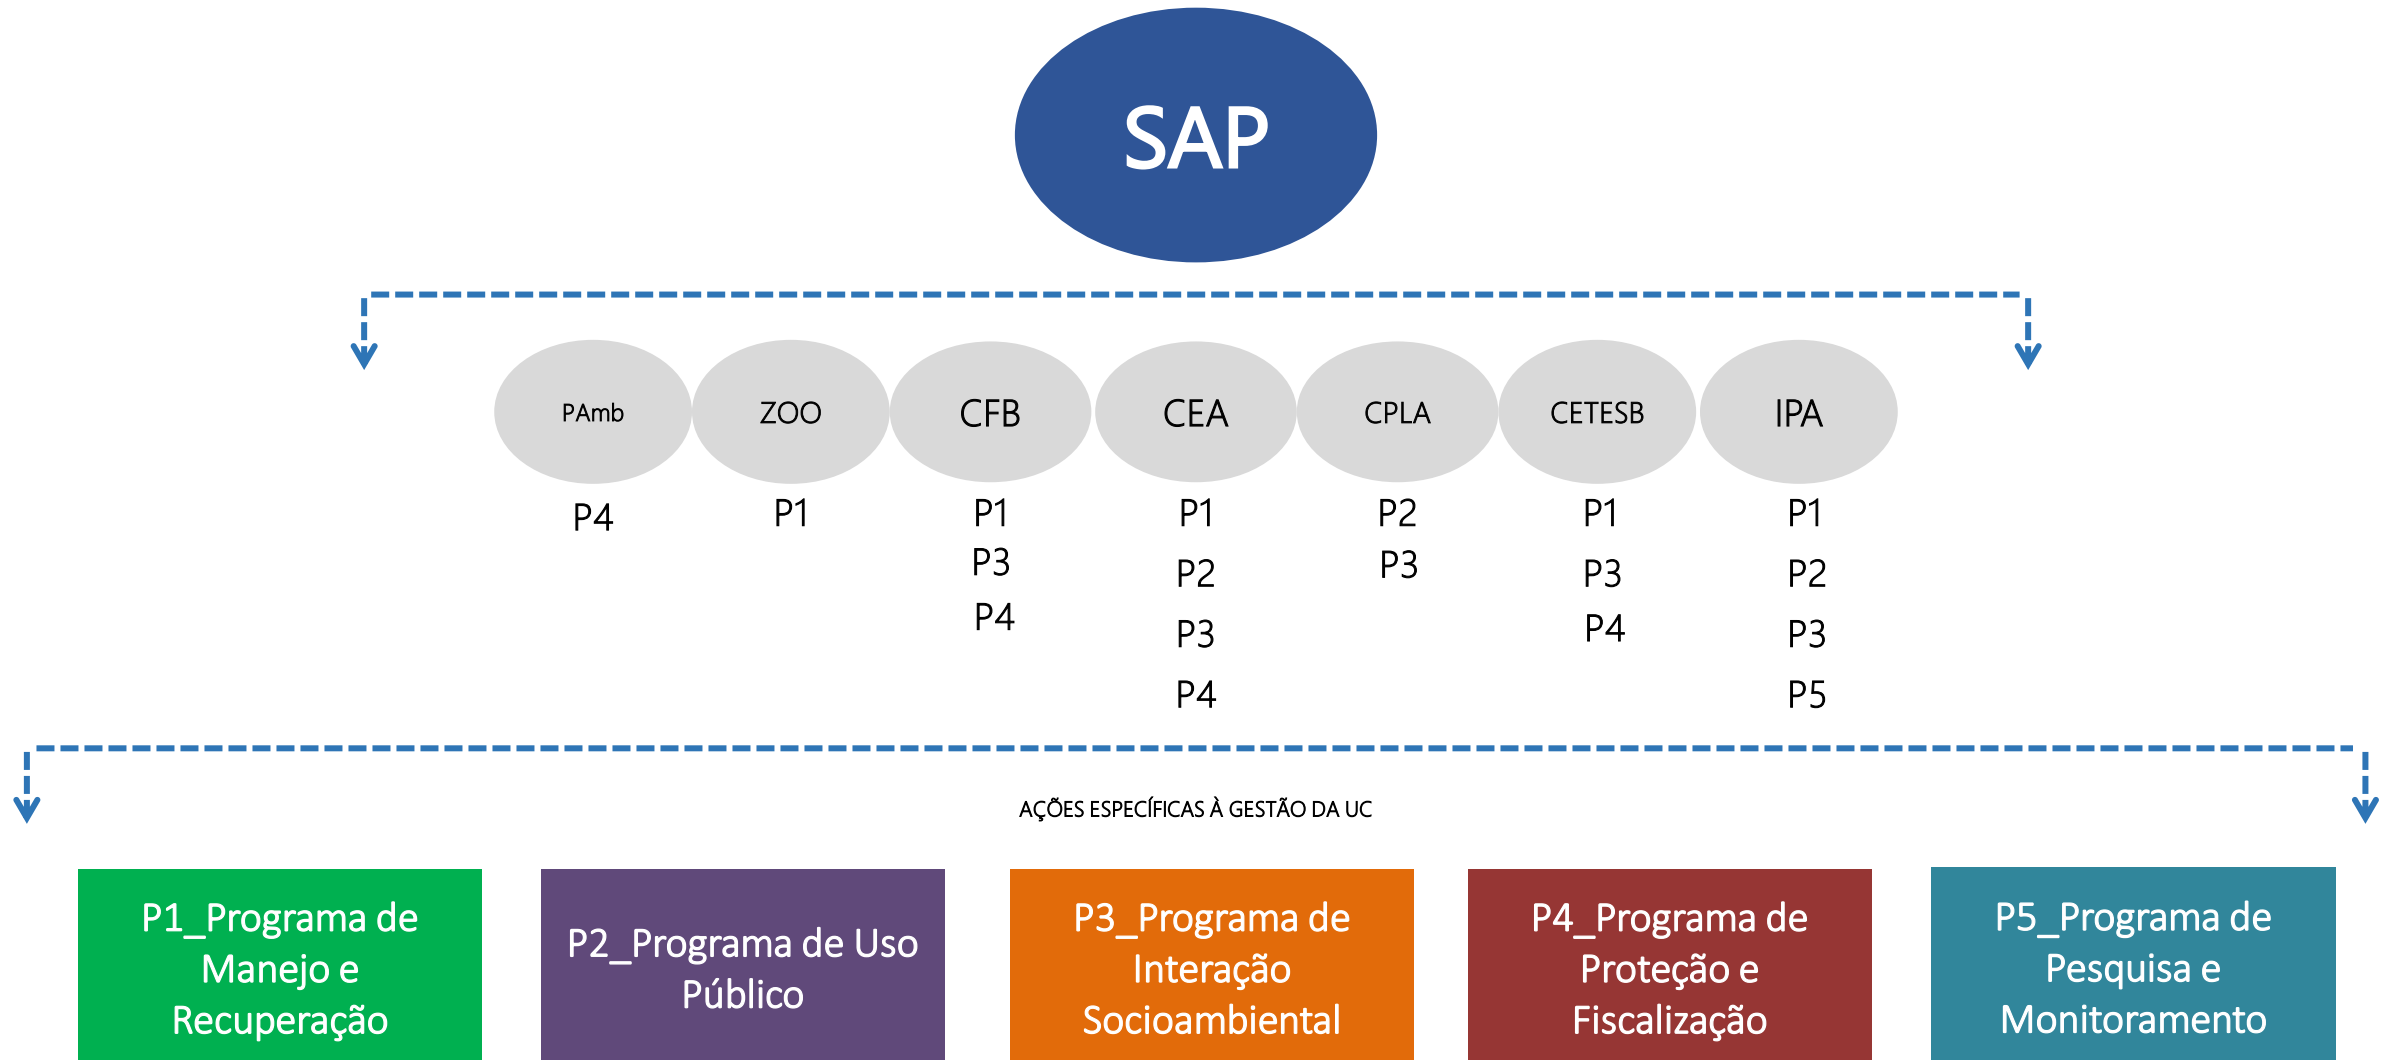 SAP
PAmb
ZOO
CFB
CEA
CPLA
CETESB
IPA
P4
P1
P1
P3
P4
P1
P2
P3
P4
P2
P3
P1
P3
P4
P1
P2
P3
P5
AÇÕES ESPECÍFICAS À GESTÃO DA UC
P1_Programa de
Manejo e
Recuperação
P2_Programa de Uso
Público
P3_Programa de
Interação
Socioambiental
P4_Programa de
Proteção e
Fiscalização
P5_Programa de
Pesquisa e
Monitoramento